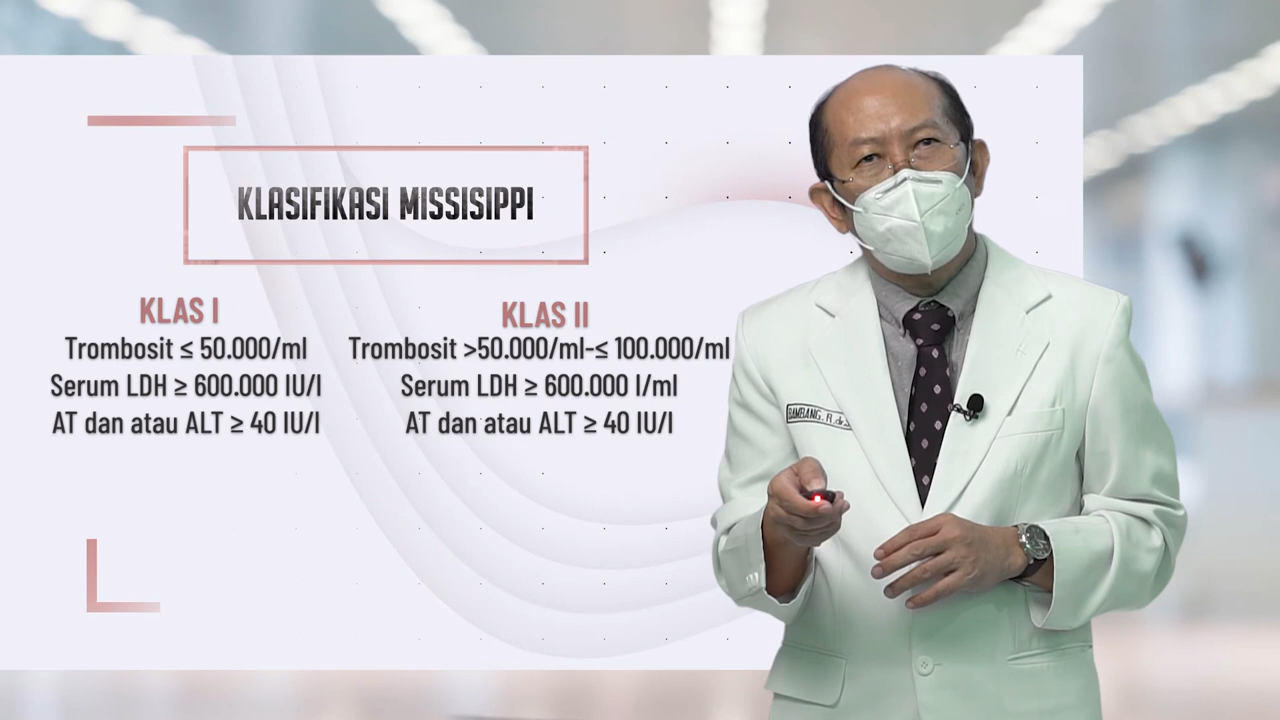 KLASIFIKASI MISSISIPPI
KLAS I
Trombosit ≤ 50.000/ml
Serum LDH ≥ 600.000 IU/l
AT dan atau ALT ≥ 40 IU/l
KLAS II
Trombosit >50.000/ml-≤ 100.000/ml
Serum LDH ≥ 600.000 I/ml
AT dan atau ALT ≥ 40 IU/l
BAMBANG. R, dr.